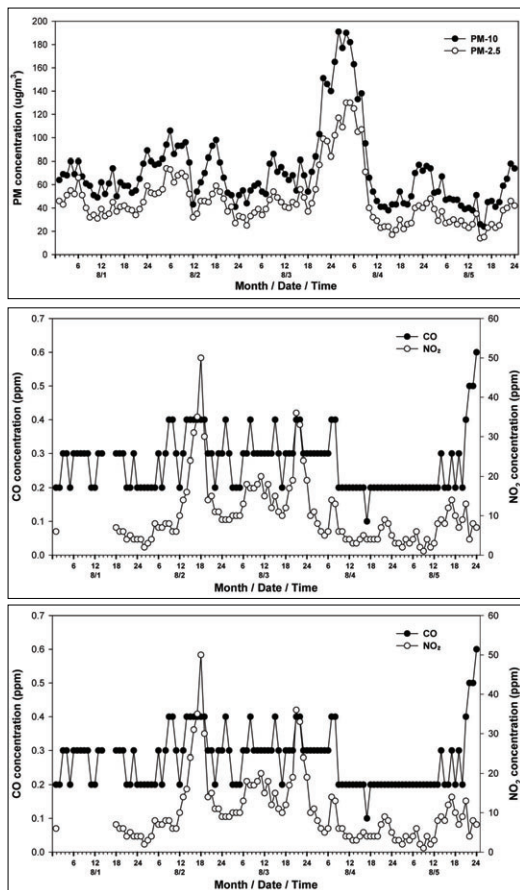 PM concentration (ug/m³)
200
180
160
140
120
100
80
60
40
20
0
PM-10
PM-2.5
6 12 18 24 6 12 18 24 6 12 18 24 6 12 18 24 6 12 18 24
8/1 8/2 8/3 8/4 8/5
Month / Date / Time
CO concentration (ppm)
0.7
0.6
0.5
0.4
0.3
0.2
0.1
0.0
CO
NO₂
60
50
40
30
20
10
0
NO₂ concentration (ppm)
6 12 18 24 6 12 18 24 6 12 18 24 6 12 18 24 6 12 18 24
8/1 8/2 8/3 8/4 8/5
Month / Date / Time
CO concentration (ppm)
0.7
0.6
0.5
0.4
0.3
0.2
0.1
0.0
CO
NO₂
60
50
40
30
20
10
0
NO₂ concentration (ppm)
6 12 18 24 6 12 18 24 6 12 18 24 6 12 18 24 6 12 18 24
8/1 8/2 8/3 8/4 8/5
Month / Date / Time